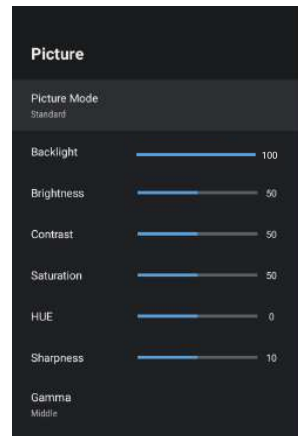 Picture
Picture Mode
Standard
Backlight 100
Brightness 50
Contrast 50
Saturation 50
HUE 0
Sharpness 10
Gamma
Middle